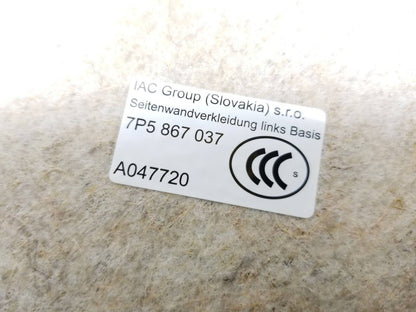 IAC Group (Slovakia) s.r.o.
Seitenwandverkleidung links Basis
7P5 867 037
CCC S
A047720